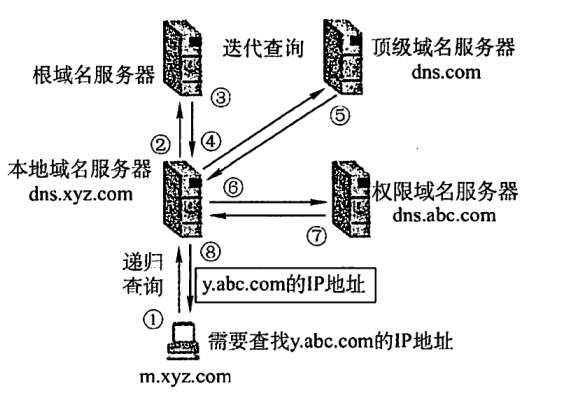 迭代查询
顶级域名服务器
dns.com
根域名服务器
③
②
④
⑤
本地域名服务器
dns.xyz.com
⑥
权限域名服务器
dns.abc.com
⑦
⑧
递归
查询
y.abc.com的IP地址
①
需要查找y.abc.com的IP地址
m.xyz.com